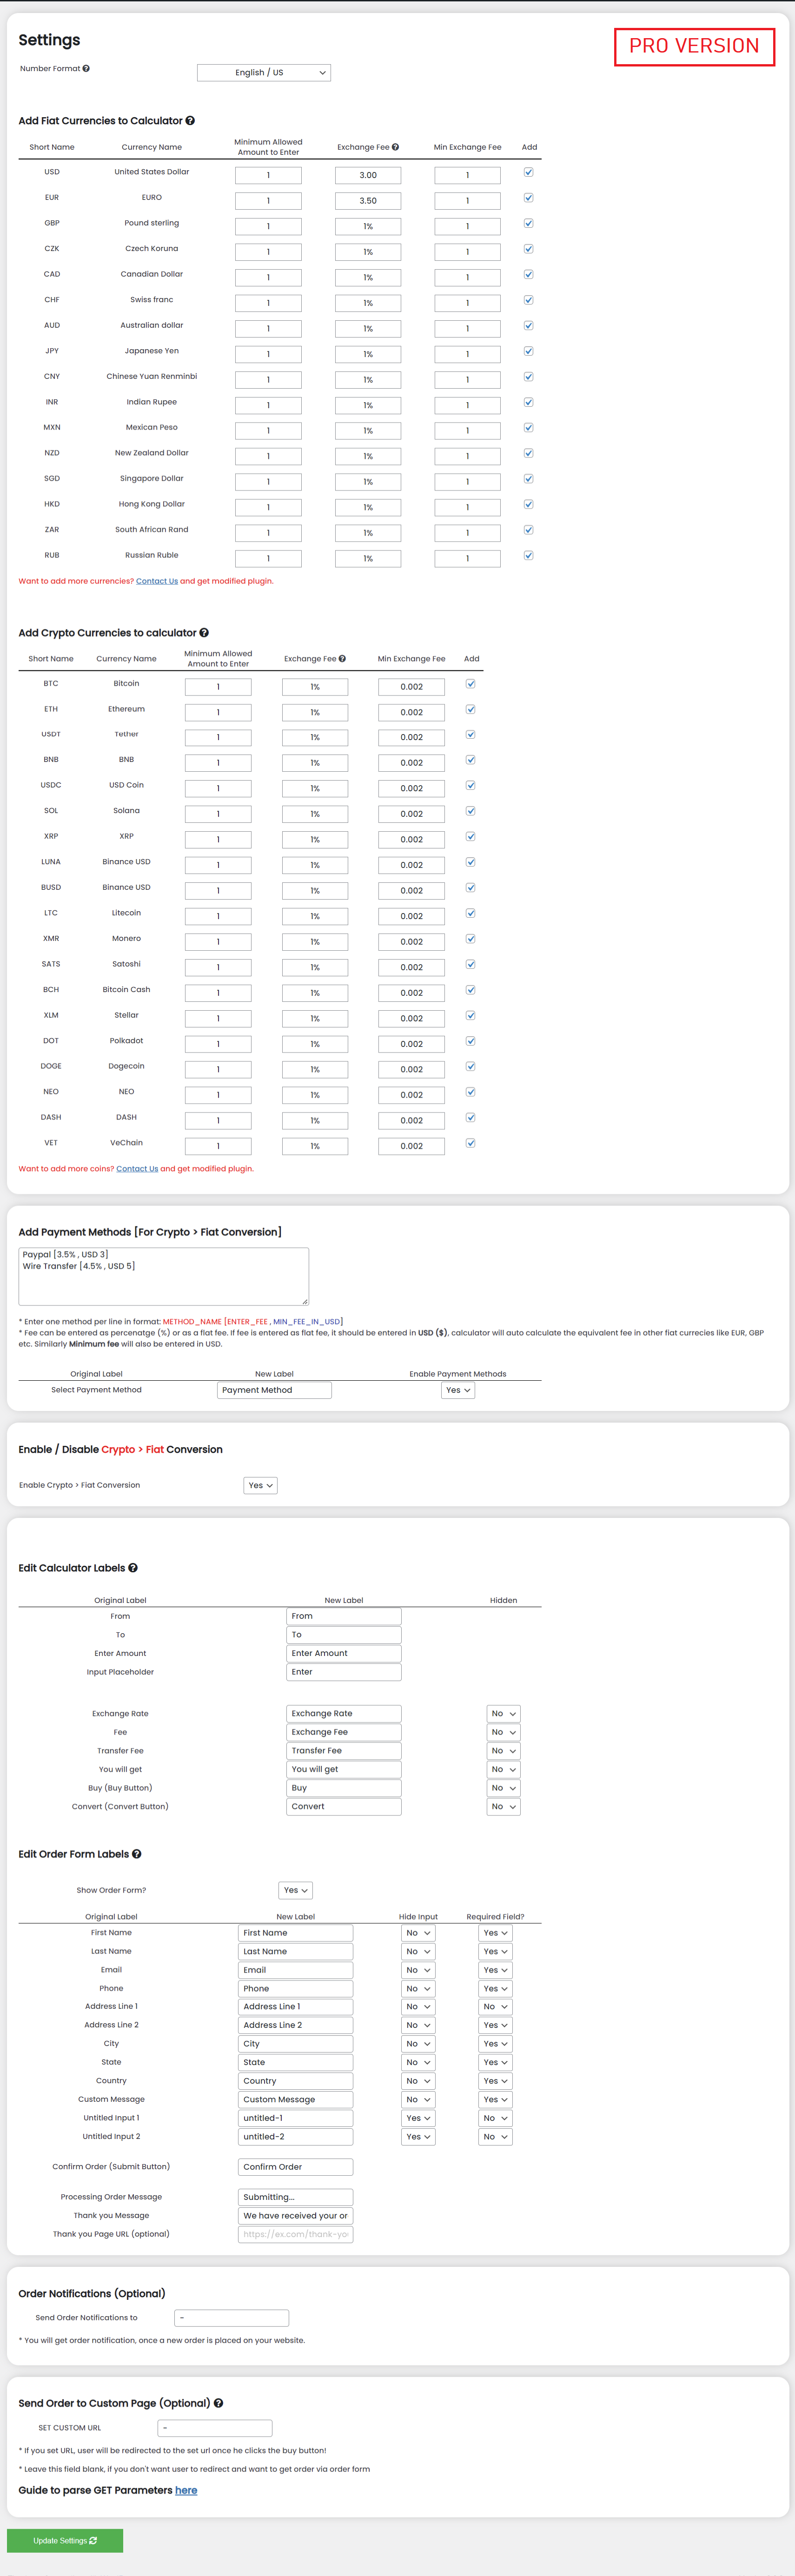 Settings
PRO VERSION
Number Format
English / US
Add Fiat Currencies to Calculator
Short Name Currency Name Minimum Allowed Amount to Enter Exchange Fee Min Exchange Fee Add
USD United States Dollar 1 3.00 1
EUR EURO 1 3.50 1
GBP Pound sterling 1 1% 1
CZK Czech Koruna 1 1% 1
CAD Canadian Dollar 1 1% 1
CHF Swiss franc 1 1% 1
AUD Australian dollar 1 1% 1
JPY Japanese Yen 1 1% 1
CNY Chinese Yuan Renminbi 1 1% 1
INR Indian Rupee 1 1% 1
MXN Mexican Peso 1 1% 1
NZD New Zealand Dollar 1 1% 1
SGD Singapore Dollar 1 1% 1
HKD Hong Kong Dollar 1 1% 1
ZAR South African Rand 1 1% 1
RUB Russian Ruble 1 1% 1
Want to add more currencies? Contact Us and get modified plugin.
Add Crypto Currencies to calculator
Short Name Currency Name Minimum Allowed Amount to Enter Exchange Fee Min Exchange Fee Add
BTC Bitcoin 1 1% 0.002
ETH Ethereum 1 1% 0.002
USDT Tether 1 1% 0.002
BNB BNB 1 1% 0.002
USDC USD Coin 1 1% 0.002
SOL Solana 1 1% 0.002
XRP XRP 1 1% 0.002
LUNA Binance USD 1 1% 0.002
BUSD Binance USD 1 1% 0.002
LTC Litecoin 1 1% 0.002
XMR Monero 1 1% 0.002
SATS Satoshi 1 1% 0.002
BCH Bitcoin Cash 1 1% 0.002
XLM Stellar 1 1% 0.002
DOT Polkadot 1 1% 0.002
DOGE Dogecoin 1 1% 0.002
NEO NEO 1 1% 0.002
DASH DASH 1 1% 0.002
VET VeChain 1 1% 0.002
Want to add more coins? Contact Us and get modified plugin.
Add Payment Methods [For Crypto > Fiat Conversion]
Paypal [3.5% , USD 3]
Wire Transfer [4.5% , USD 5]
* Enter one method per line in format: METHOD_NAME [ENTER_FEE , MIN_FEE_IN_USD]
* Fee can be entered as percenatge (%) or as a flat fee. If fee is entered as flat fee, it should be entered in USD ($), calculator will auto calculate the equivalent fee in other fiat currecies like EUR, GBP
etc. Similarly Minimum fee will also be entered in USD.
Original Label New Label Enable Payment Methods
Select Payment Method Payment Method Yes
Enable / Disable Crypto > Fiat Conversion
Enable Crypto > Fiat Conversion Yes
Edit Calculator Labels
Original Label New Label Hidden
From From
To To
Enter Amount Enter Amount
Input Placeholder Enter
Exchange Rate Exchange Rate No
Fee Exchange Fee No
Transfer Fee Transfer Fee No
You will get You will get No
Buy (Buy Button) Buy No
Convert (Convert Button) Convert No
Edit Order Form Labels
Show Order Form? Yes
Original Label New Label Hide Input Required Field?
First Name First Name No Yes
Last Name Last Name No Yes
Email Email No Yes
Phone Phone No Yes
Address Line 1 Address Line 1 No No
Address Line 2 Address Line 2 No Yes
City City No Yes
State State No Yes
Country Country No Yes
Custom Message Custom Message No Yes
Untitled Input 1 untitled-1 Yes No
Untitled Input 2 untitled-2 Yes No
Confirm Order (Submit Button) Confirm Order
Processing Order Message Submitting...
Thank you Message We have received your or
Thank you Page URL (optional) https://ex.com/thank-yo
Order Notifications (Optional)
Send Order Notifications to -
* You will get order notification, once a new order is placed on your website.
Send Order to Custom Page (Optional)
SET CUSTOM URL -
* If you set URL, user will be redirected to the set url once he clicks the buy button!
* Leave this field blank, if you don't want user to redirect and want to get order via order form
Guide to parse GET Parameters here
Update Settings